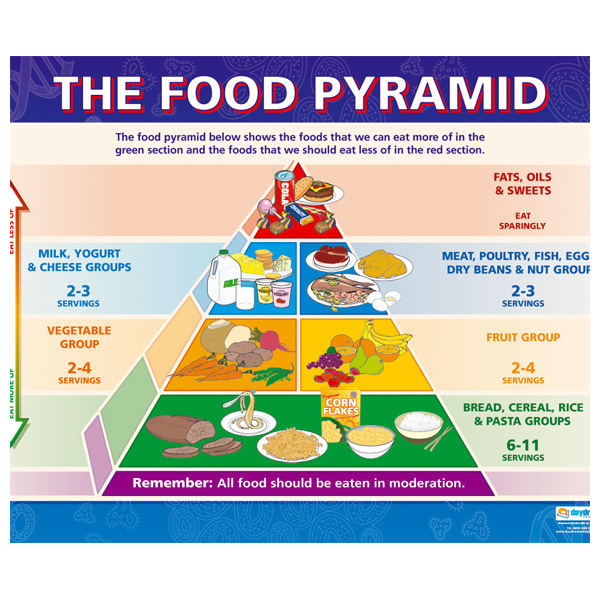 THE FOOD PYRAMID
The food pyramid below shows the foods that we can eat more of in the
green section and the foods that we should eat less of in the red section.
FATS, OILS
& SWEETS
EAT
SPARINGLY
COLA
EAT LESS OF
MILK, YOGURT
& CHEESE GROUPS
2-3
SERVINGS
MILK
YOGURT
YOGURT
MEAT, POULTRY, FISH, EGG
DRY BEANS & NUT GROUP
2-3
SERVINGS
VEGETABLE
GROUP
2-4
SERVINGS
FRUIT GROUP
2-4
SERVINGS
EAT MORE OF
CORN
FLAKES
BREAD, CEREAL, RICE
& PASTA GROUPS
6-11
SERVINGS
Remember: All food should be eaten in moderation.